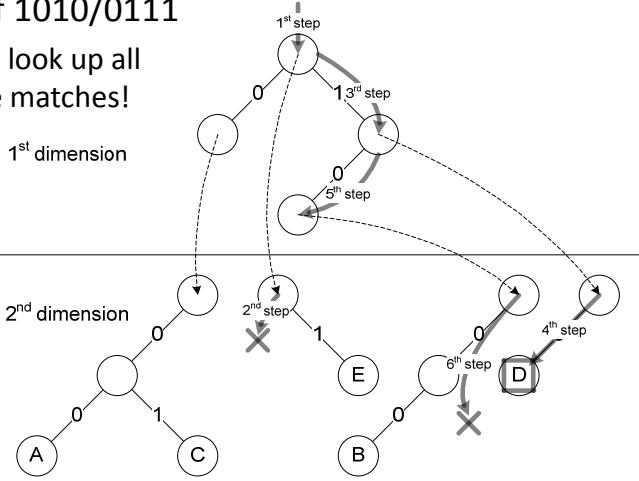 f 1010/0111
look up all
e matches!
1st step
0
1
3rd step
1st dimension
0
5th step
2nd dimension
0
2nd step
1
0
4th step
6th step
E
D
0
1
0
A
C
B